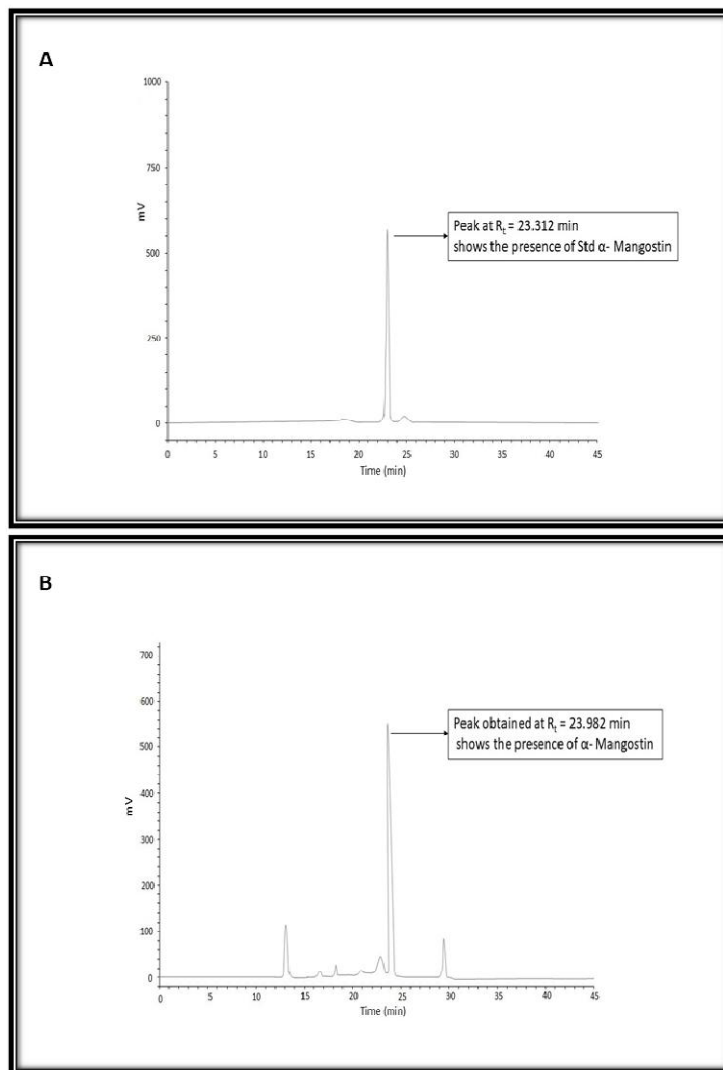 A
1000
750
500
250
0
mV
0 5 10 15 20 25 30 35 40 45
Time (min)
Peak at Rt = 23.312 min
shows the presence of Std α- Mangostin
B
700
600
500
400
300
200
100
0
mV
0 5 10 15 20 25 30 35 40 45
Time (min)
Peak obtained at Rt = 23.982 min
shows the presence of α- Mangostin